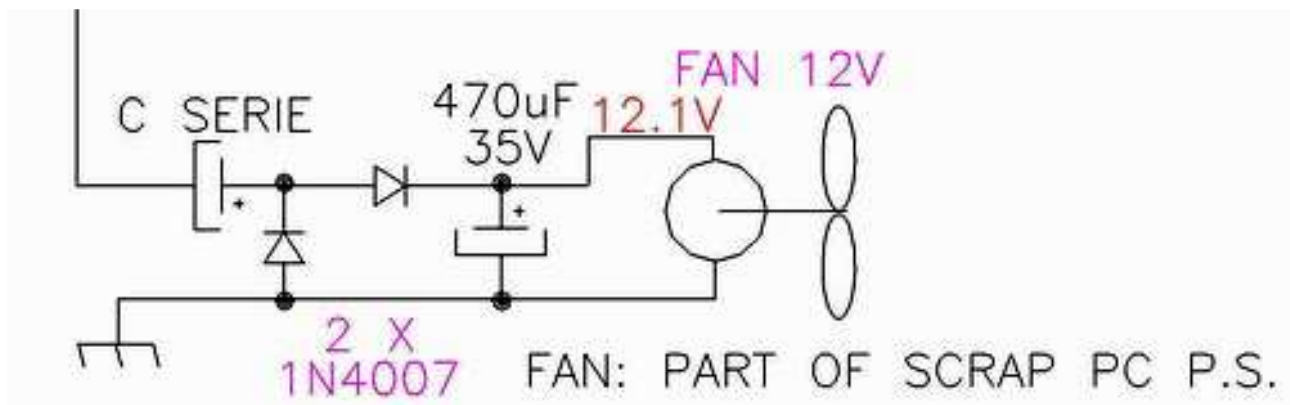 FAN 12V
C SERIE
470uF
35V
12.1V
+
+
2 X
1N4007
FAN: PART OF SCRAP PC P.S.